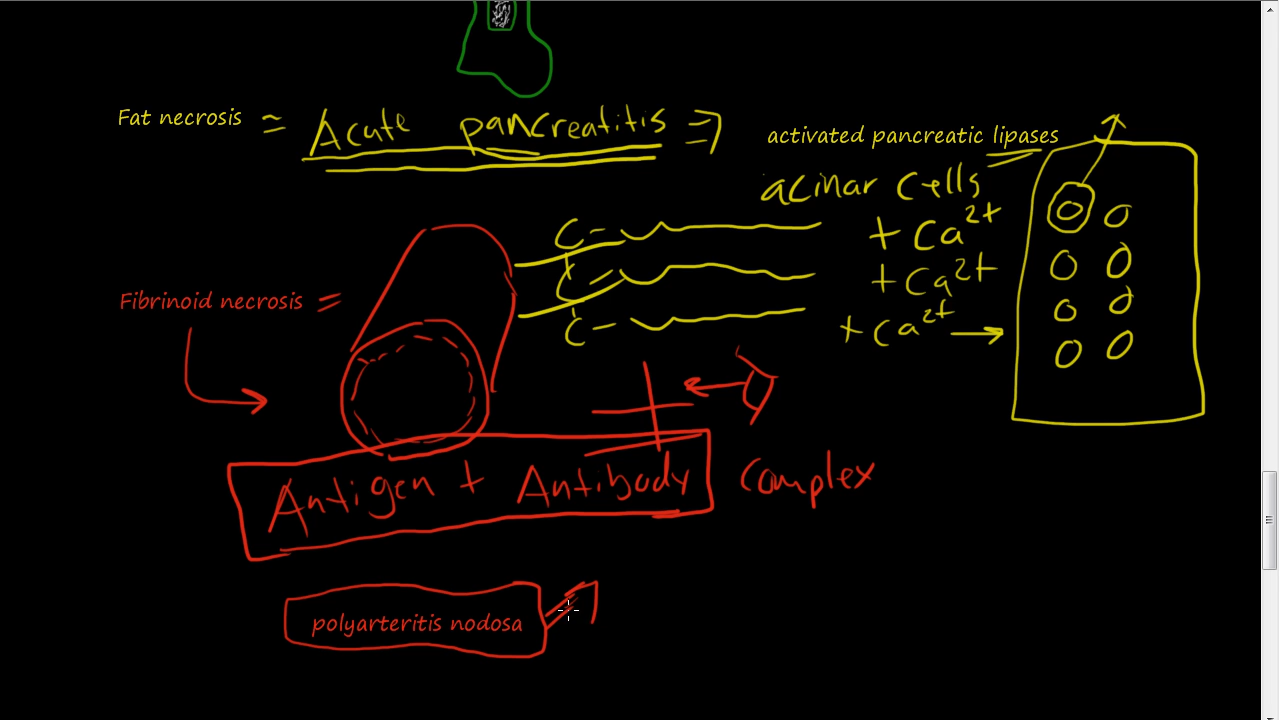 Fat necrosis = Acute pancreatitis ⇒
activated pancreatic lipases
acinar cells
C + Ca2+
C + Ca2+
C + Ca2+ →
Fibrinoid necrosis =
Antigen + Antibody complex
polyarteritis nodosa ⇒